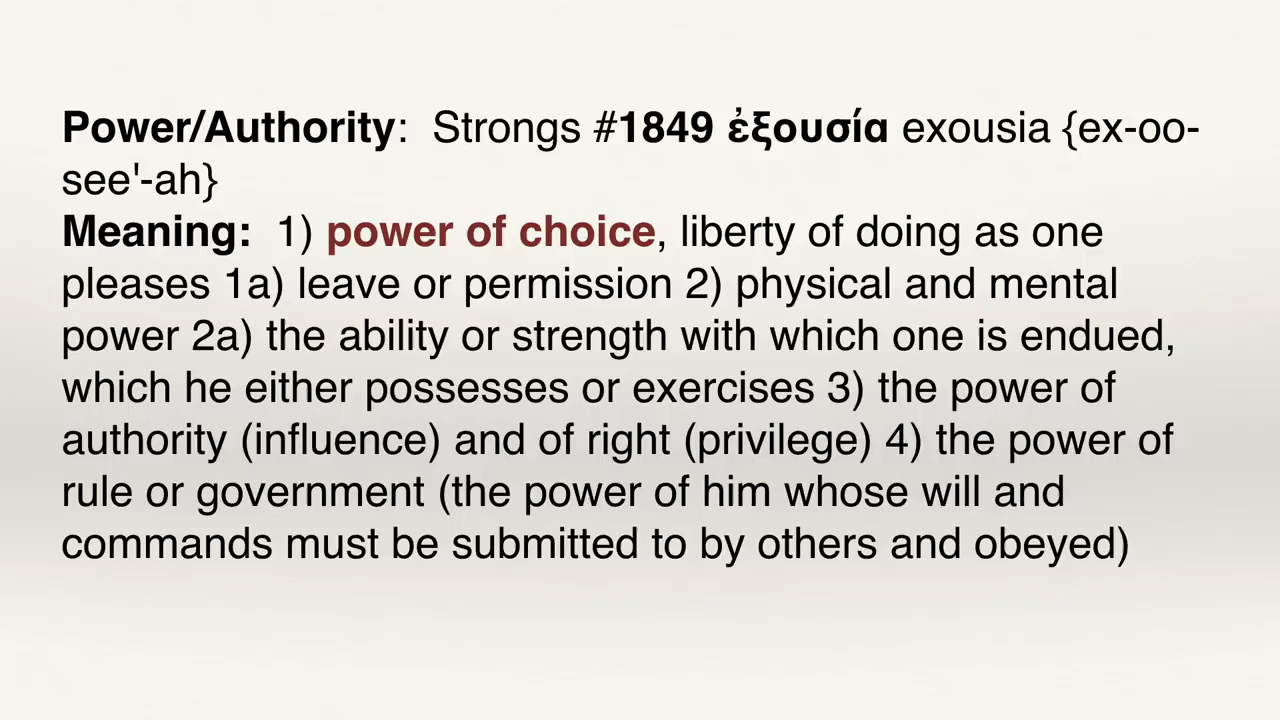 Power/Authority:  Strongs #1849 ἐξουσία exousia {ex-oo-
see'-ah}
Meaning:  1) power of choice, liberty of doing as one
pleases 1a) leave or permission 2) physical and mental
power 2a) the ability or strength with which one is endued,
which he either possesses or exercises 3) the power of
authority (influence) and of right (privilege) 4) the power of
rule or government (the power of him whose will and
commands must be submitted to by others and obeyed)